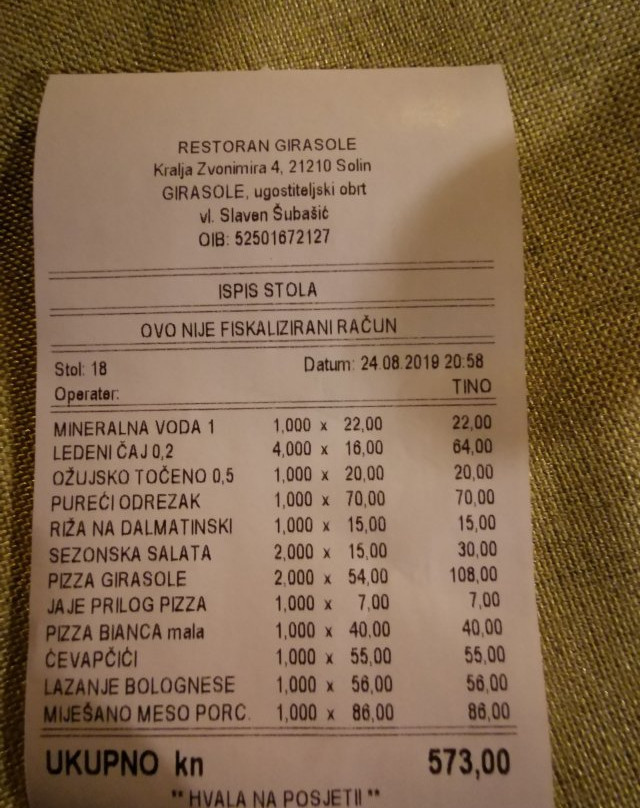 RESTORAN GIRASOLE
Kralja Zvonimira 4, 21210 Solin
GIRASOLE, ugostiteljski obrt
vl. Slaven Šubašić
OIB: 52501672127
ISPIS STOLA
OVO NIJE FISKALIZIRANI RAČUN
Stol: 18 Datum: 24.08.2019 20:58
Operater: TINO
MINERALNA VODA 1 1,000 x 22,00 22,00
LEDENI ČAJ 0,2 4,000 x 16,00 64,00
OŽUJSKO TOČENO 0,5 1,000 x 20,00 20,00
PUREĆI ODREZAK 1,000 x 70,00 70,00
RIŽA NA DALMATINSKI 1,000 x 15,00 15,00
SEZONSKA SALATA 2,000 x 15,00 30,00
PIZZA GIRASOLE 2,000 x 54,00 108,00
JAJE PRILOG PIZZA 1,000 x 7,00 7,00
PIZZA BIANCA mala 1,000 x 40,00 40,00
ĆEVAPČIĆI 1,000 x 55,00 55,00
LAZANJE BOLOGNESE 1,000 x 56,00 56,00
MIJEŠANO MESO PORC. 1,000 x 86,00 86,00
UKUPNO kn 573,00
** HVALA NA POSJETI! **